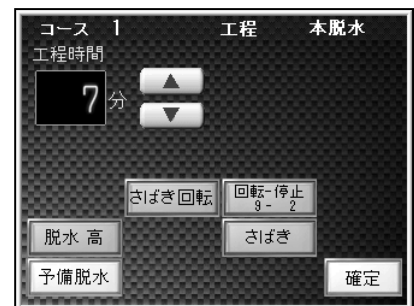 コース 1 工程 本脱水
工程時間
7 分
▲
▼
さばき回転 回転-停止
9 - 2
脱水 高 さばき
予備脱水 確定